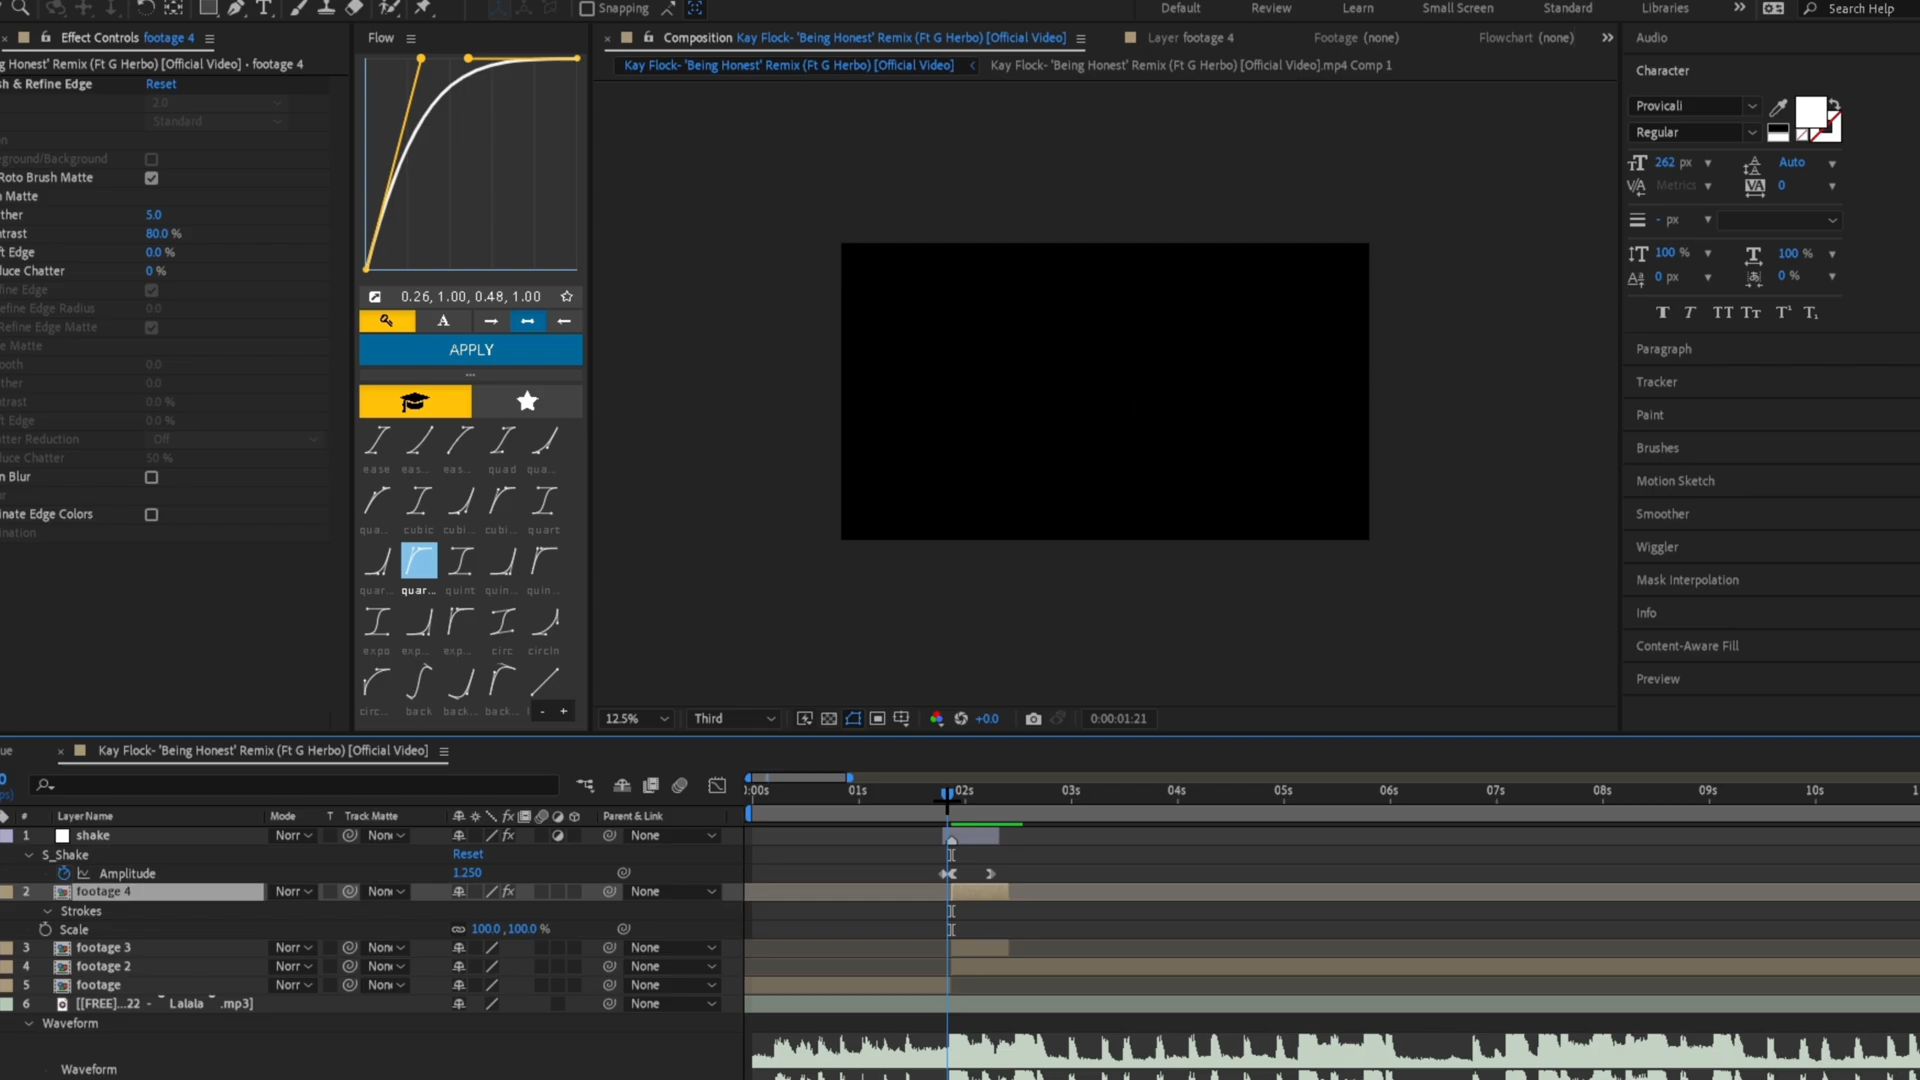 Snapping
Default
Review
Learn
Small Screen
Standard
Libraries
Search Help
Effect Controls footage 4
Flow
Composition Kay Flock- 'Being Honest' Remix (Ft G Herbo) [Official Video]
Layer footage 4
Footage (none)
Flowchart (none)
Audio
g Honest' Remix (Ft G Herbo) [Official Video] • footage 4
Kay Flock- 'Being Honest' Remix (Ft G Herbo) [Official Video]
Kay Flock- 'Being Honest' Remix (Ft G Herbo) [Official Video].mp4 Comp 1
sh & Refine Edge
Reset
2.0
Standard
n
ground/Background
Roto Brush Matte
n Matte
ther
5.0
trast
80.0 %
t Edge
0.0 %
uce Chatter
0 %
fine Edge
efine Edge Radius
0.0
Refine Edge Matte
e Matte
ooth
0.0
ther
0.0
trast
0.0 %
t Edge
0.0 %
tter Reduction
Off
uce Chatter
50 %
n Blur
ur
inate Edge Colors
ination
0.26, 1.00, 0.48, 1.00
A
APPLY
...
ease
eas...
eas...
quad
qua...
qua...
cubic
cubi...
cubi...
quart
quar...
quar...
quint
quin...
quin...
expo
exp...
exp...
circ
circIn
circ...
back
back...
back...
- +
Character
Provicali
Regular
262 px
Auto
Metrics
0
- px
100 %
100 %
0 px
0 %
T T TT Tт T¹ T₁
Paragraph
Tracker
Paint
Brushes
Motion Sketch
Smoother
Wiggler
Mask Interpolation
Info
Content-Aware Fill
Preview
12.5%
Third
+0.0
0:00:01:21
ue
Kay Flock- 'Being Honest' Remix (Ft G Herbo) [Official Video]
0
ps)
:00s
01s
02s
03s
04s
05s
06s
07s
08s
09s
10s
1
#
Layer Name
Mode
T
Track Matte
fx
Parent & Link
1
shake
Norr
Non
fx
None
S_Shake
Reset
Amplitude
1.250
2
footage 4
Norr
Non
fx
None
Strokes
Scale
100.0 ,100.0 %
3
footage 3
Norr
Non
None
4
footage 2
Norr
Non
None
5
footage
Norr
Non
None
6
[[FREE]...22 - ˘ Lalala ˘ .mp3]
None
Waveform
Waveform